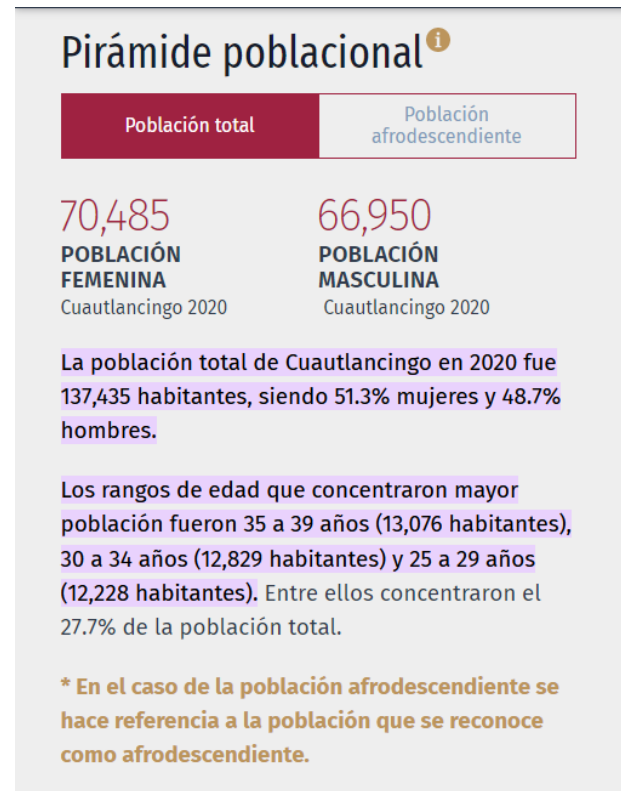 Pirámide poblacional
Población total
Población
afrodescendiente
70,485
POBLACIÓN
FEMENINA
Cuautlancingo 2020
66,950
POBLACIÓN
MASCULINA
Cuautlancingo 2020
La población total de Cuautlancingo en 2020 fue
137,435 habitantes, siendo 51.3% mujeres y 48.7%
hombres.
Los rangos de edad que concentraron mayor
población fueron 35 a 39 años (13,076 habitantes),
30 a 34 años (12,829 habitantes) y 25 a 29 años
(12,228 habitantes). Entre ellos concentraron el
27.7% de la población total.
* En el caso de la población afrodescendiente se
hace referencia a la población que se reconoce
como afrodescendiente.